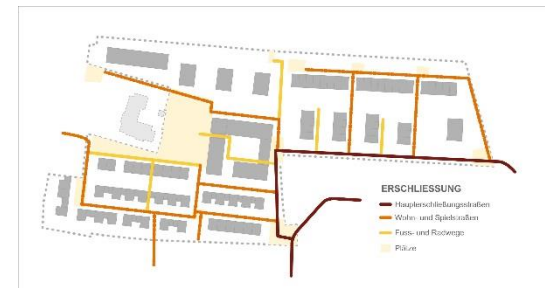 ERSCHLIESSUNG
Haupterschließungsstraßen
Wohn- und Spielstraßen
Fuss- und Radwege
Plätze